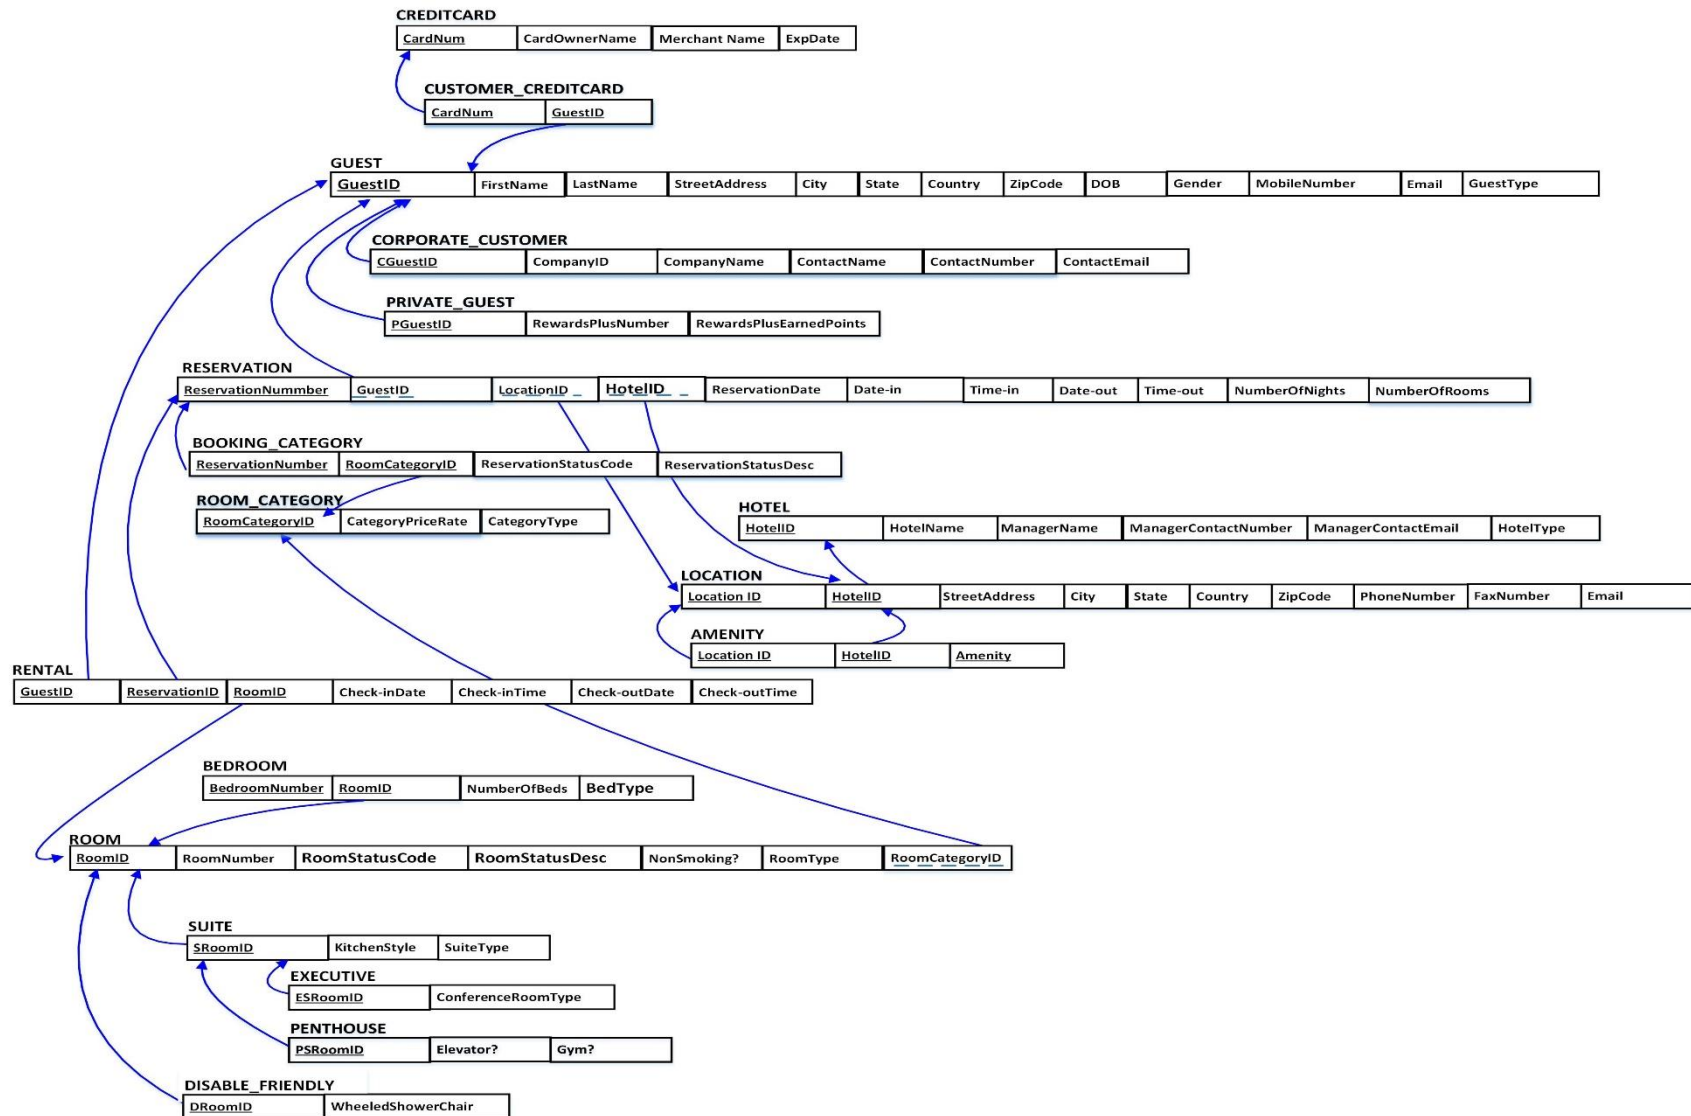 CREDITCARD
CardNum CardOwnerName Merchant Name ExpDate
CUSTOMER_CREDITCARD
CardNum GuestID
GUEST
GuestID FirstName LastName StreetAddress City State Country ZipCode DOB Gender MobileNumber Email GuestType
CORPORATE_CUSTOMER
CGuestID CompanyID CompanyName ContactName ContactNumber ContactEmail
PRIVATE_GUEST
PGuestID RewardsPlusNumber RewardsPlusEarnedPoints
RESERVATION
ReservationNummber GuestID LocationID HotelID ReservationDate Date-in Time-in Date-out Time-out NumberOfNights NumberOfRooms
BOOKING_CATEGORY
ReservationNumber RoomCategoryID ReservationStatusCode ReservationStatusDesc
ROOM_CATEGORY
RoomCategoryID CategoryPriceRate CategoryType
HOTEL
HotelID HotelName ManagerName ManagerContactNumber ManagerContactEmail HotelType
LOCATION
Location ID HotelID StreetAddress City State Country ZipCode PhoneNumber FaxNumber Email
AMENITY
Location ID HotelID Amenity
RENTAL
GuestID ReservationID RoomID Check-inDate Check-inTime Check-outDate Check-outTime
BEDROOM
BedroomNumber RoomID NumberOfBeds BedType
ROOM
RoomID RoomNumber RoomStatusCode RoomStatusDesc NonSmoking? RoomType RoomCategoryID
SUITE
SRoomID KitchenStyle SuiteType
EXECUTIVE
ESRoomID ConferenceRoomType
PENTHOUSE
PSRoomID Elevator? Gym?
DISABLE_FRIENDLY
DRoomID WheeledShowerChair